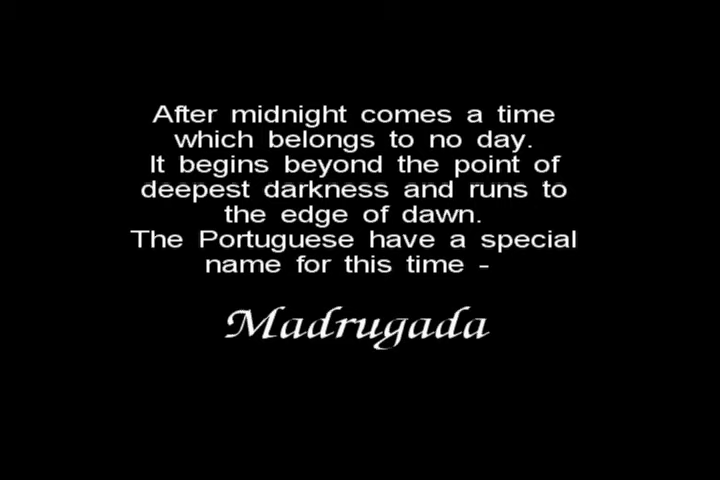 After midnight comes a time
which belongs to no day.
It begins beyond the point of
deepest darkness and runs to
the edge of dawn.
The Portuguese have a special
name for this time -
Madrugada